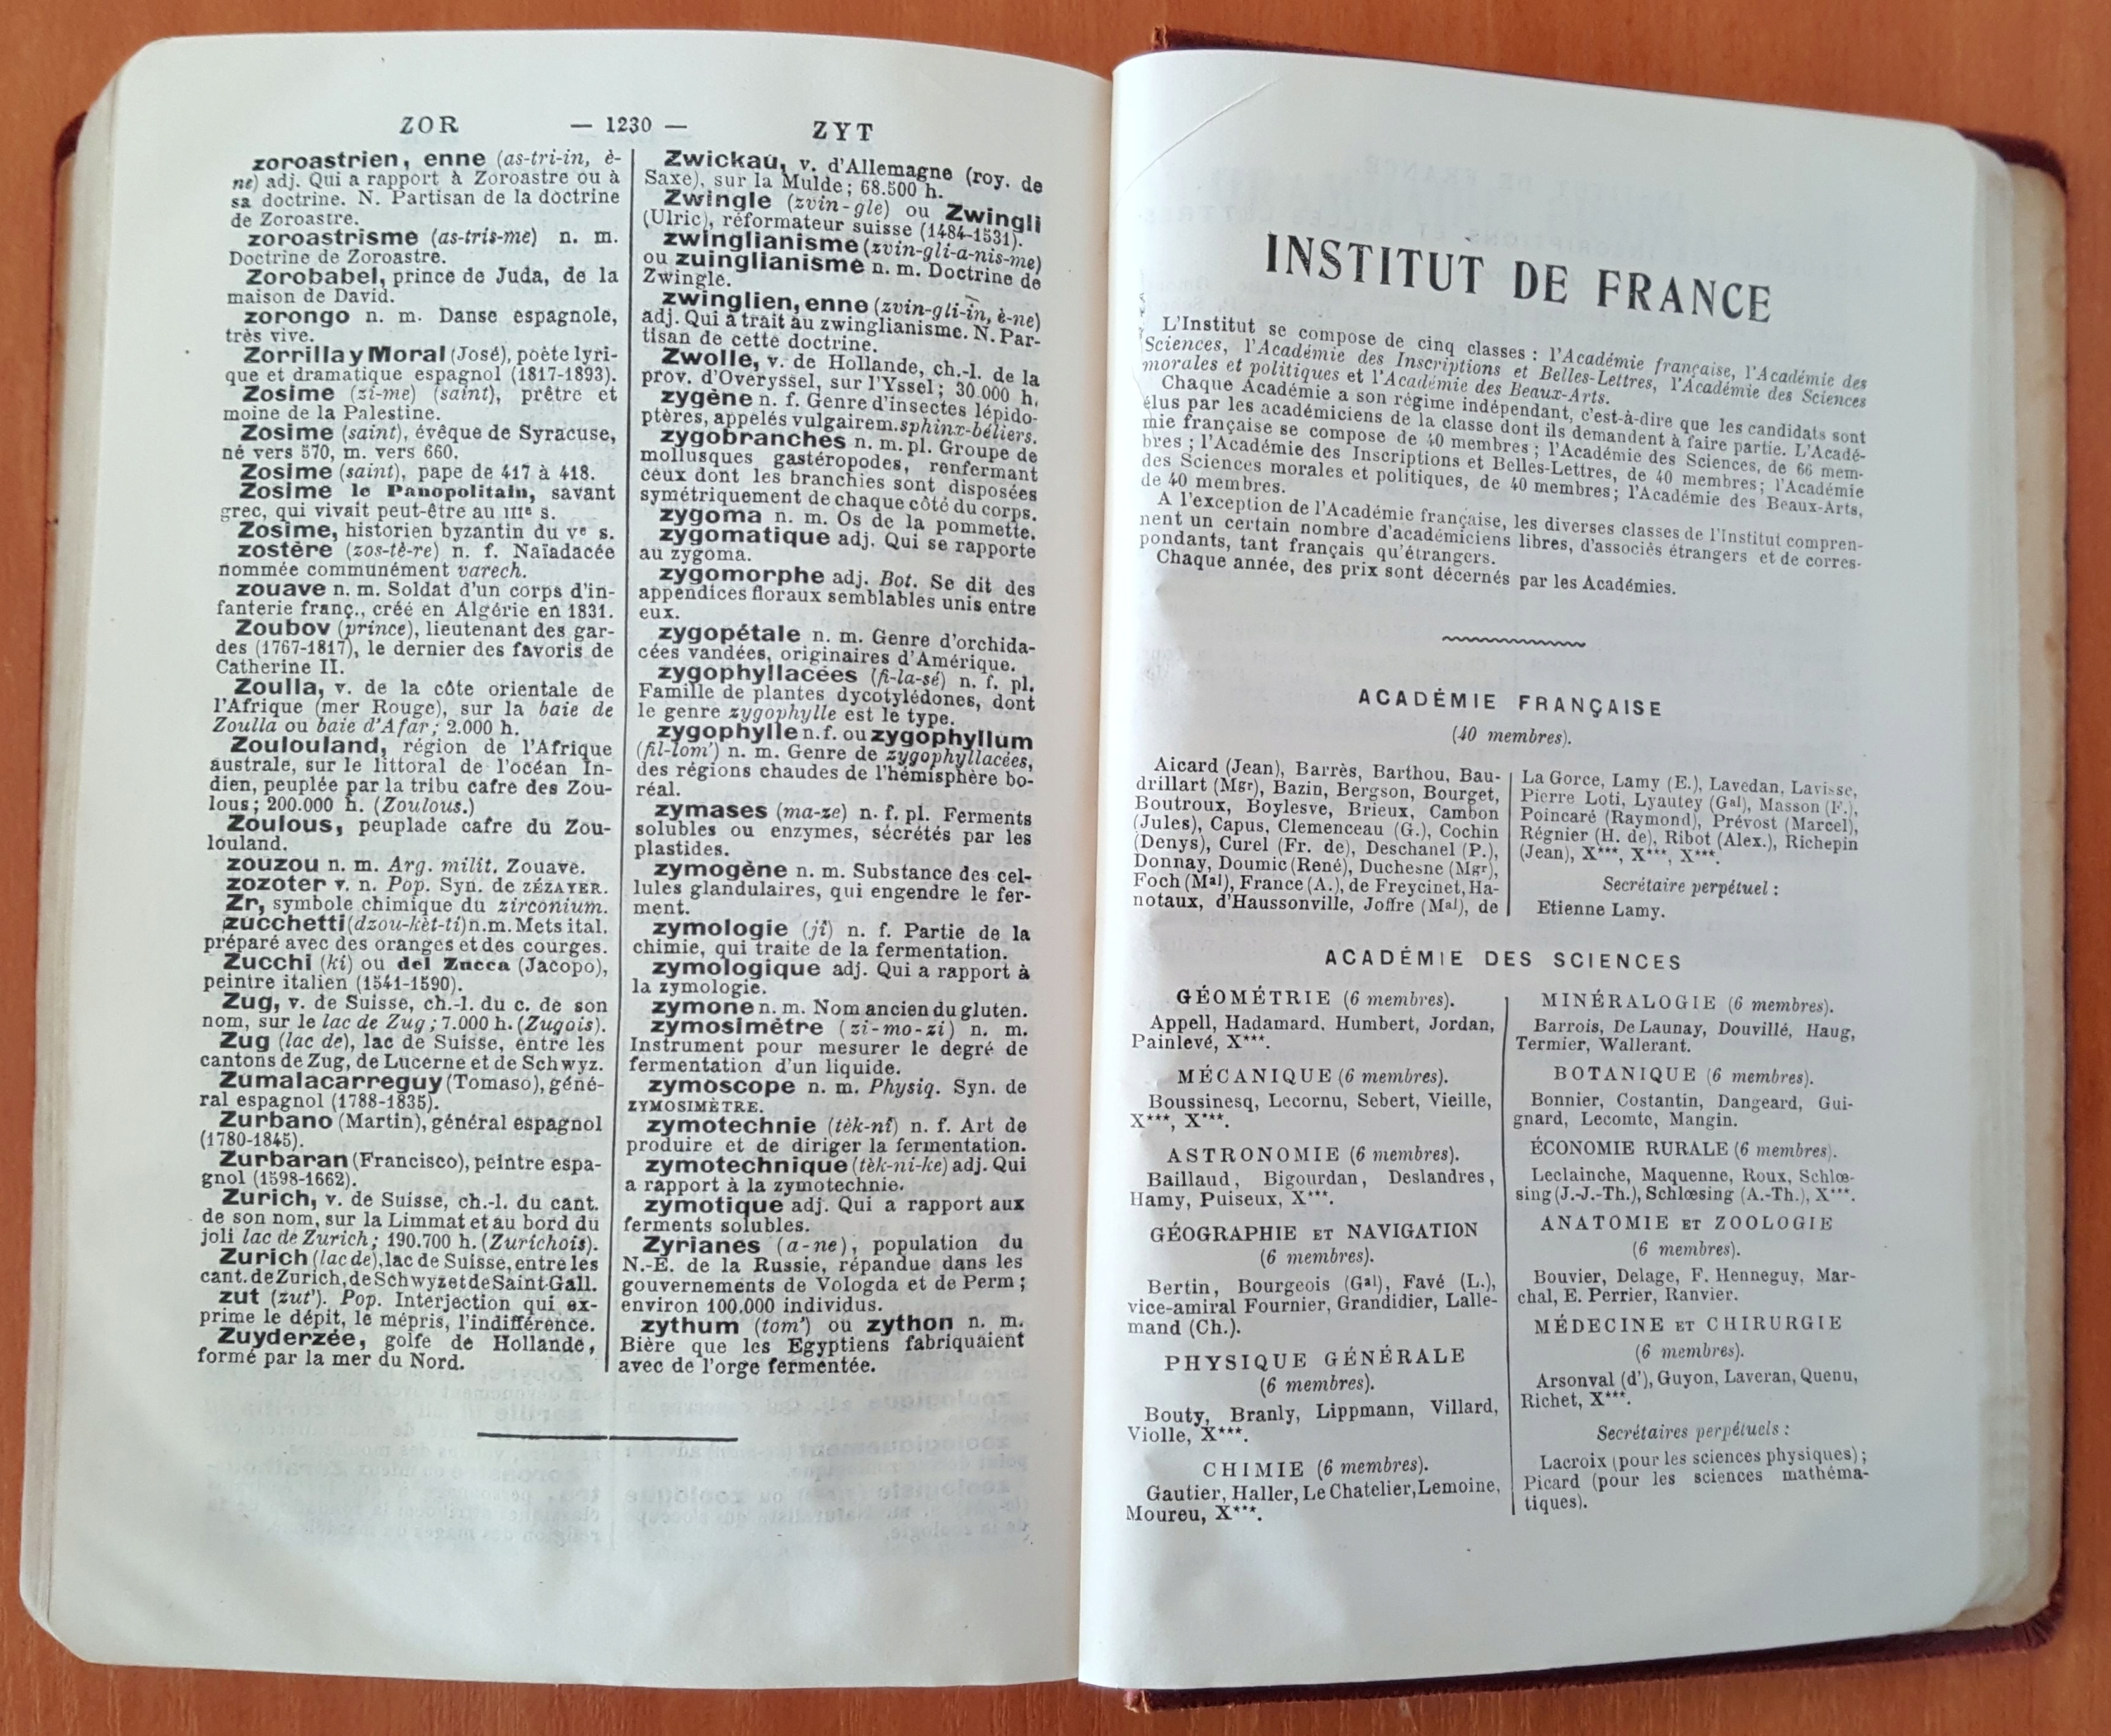 ZOR — 1230 — ZYT
zoroastrien, enne (as-tri-in, è-
ne) adj. Qui a rapport à Zoroastre ou à
sa doctrine. N. Partisan de la doctrine
de Zoroastre.
zoroastrisme (as-tris-me) n. m.
Doctrine de Zoroastre.
Zorobabel, prince de Juda, de la
maison de David.
zorongo n. m. Danse espagnole,
très vive.
Zorrilla y Moral (José), poète lyri-
que et dramatique espagnol (1817-1893).
Zosime (zi-me) (saint), prêtre et
moine de la Palestine.
Zosime (saint), évêque de Syracuse,
né vers 570, m. vers 660.
Zosime (saint), pape de 417 à 418.
Zosime le Panopolitain, savant
grec, qui vivait peut-être au IIIe s.
Zosime, historien byzantin du Ve s.
zostère (zos-tè-re) n. f. Naïadacée
nommée communément varech.
zouave n. m. Soldat d'un corps d'in-
fanterie franç., créé en Algérie en 1831.
Zoubov (prince), lieutenant des gar-
des (1767-1817), le dernier des favoris de
Catherine II.
Zoulla, v. de la côte orientale de
l'Afrique (mer Rouge), sur la baie de
Zoulla ou baie d'Afar; 2.000 h.
Zoulouland, région de l'Afrique
australe, sur le littoral de l'océan In-
dien, peuplée par la tribu cafre des Zou-
lous; 200.000 h. (Zoulous.)
Zoulous, peuplade cafre du Zou-
louland.
zouzou n. m. Arg. milit. Zouave.
zozoter v. n. Pop. Syn. de ZÉZAYER.
Zr, symbole chimique du zirconium.
zucchetti (dzou-kèt-ti) n. m. Mets ital.
préparé avec des oranges et des courges.
Zucchi (ki) ou del Zucca (Jacopo),
peintre italien (1541-1590).
Zug, v. de Suisse, ch.-l. du c. de son
nom, sur le lac de Zug; 7.000 h. (Zugois).
Zug (lac de), lac de Suisse, entre les
cantons de Zug, de Lucerne et de Schwyz.
Zumalacarreguy (Tomaso), géné-
ral espagnol (1788-1835).
Zurbano (Martin), général espagnol
(1780-1845).
Zurbaran (Francisco), peintre espa-
gnol (1598-1662).
Zurich, v. de Suisse, ch.-l. du cant.
de son nom, sur la Limmat et au bord du
joli lac de Zurich; 190.700 h. (Zurichois).
Zurich (lac de), lac de Suisse, entre les
cant. de Zurich, de Schwyz et de Saint-Gall.
zut (zut'). Pop. Interjection qui ex-
prime le dépit, le mépris, l'indifférence.
Zuyderzée, golfe de Hollande,
formé par la mer du Nord.
Zwickau, v. d'Allemagne (roy. de
Saxe), sur la Mulde; 68.500 h.
Zwingle (zvin-gle) ou Zwingli
(Ulric), réformateur suisse (1484-1531).
zwinglianisme (zvin-gli-a-nis-me)
ou zuinglianisme n. m. Doctrine de
Zwingle.
zwinglien, enne (zvin-gli-in, è-ne)
adj. Qui a trait au zwinglianisme. N. Par-
tisan de cette doctrine.
Zwolle, v. de Hollande, ch.-l. de la
prov. d'Overyssel, sur l'Yssel; 30.000 h.
zygène n. f. Genre d'insectes lépido-
ptères, appelés vulgairem. sphinx-béliers.
zygobranches n. m. pl. Groupe de
mollusques gastéropodes, renfermant
ceux dont les branchies sont disposées
symétriquement de chaque côté du corps.
zygoma n. m. Os de la pommette.
zygomatique adj. Qui se rapporte
au zygoma.
zygomorphe adj. Bot. Se dit des
appendices floraux semblables unis entre
eux.
zygopétale n. m. Genre d'orchida-
cées vandées, originaires d'Amérique.
zygophyllacées (fi-la-sé) n. f. pl.
Famille de plantes dycotylédones, dont
le genre zygophylle est le type.
zygophylle n. f. ou zygophyllum
(fil-lom') n. m. Genre de zygophyllacées,
des régions chaudes de l'hémisphère bo-
réal.
zymases (ma-ze) n. f. pl. Ferments
solubles ou enzymes, sécrétés par les
plastides.
zymogène n. m. Substance des cel-
lules glandulaires, qui engendre le fer-
ment.
zymologie (jî) n. f. Partie de la
chimie, qui traite de la fermentation.
zymologique adj. Qui a rapport à
la zymologie.
zymone n. m. Nom ancien du gluten.
zymosimètre (zi-mo-zi) n. m.
Instrument pour mesurer le degré de
fermentation d'un liquide.
zymoscope n. m. Physiq. Syn. de
ZYMOSIMÈTRE.
zymotechnie (tèk-nî) n. f. Art de
produire et de diriger la fermentation.
zymotechnique (tèk-ni-ke) adj. Qui
a rapport à la zymotechnie.
zymotique adj. Qui a rapport aux
ferments solubles.
Zyrianes (a-ne), population du
N.-E. de la Russie, répandue dans les
gouvernements de Vologda et de Perm;
environ 100.000 individus.
zythum (tom') ou zython n. m.
Bière que les Egyptiens fabriquaient
avec de l'orge fermentée.
INSTITUT DE FRANCE
L'Institut se compose de cinq classes : l'Académie française, l'Académie des
Sciences, l'Académie des Inscriptions et Belles-Lettres, l'Académie des Sciences
morales et politiques et l'Académie des Beaux-Arts.
Chaque Académie a son régime indépendant, c'est-à-dire que les candidats sont
élus par les académiciens de la classe dont ils demandent à faire partie. L'Acadé-
mie française se compose de 40 membres; l'Académie des Sciences, de 66 mem-
bres; l'Académie des Inscriptions et Belles-Lettres, de 40 membres; l'Académie
des Sciences morales et politiques, de 40 membres; l'Académie des Beaux-Arts,
de 40 membres.
A l'exception de l'Académie française, les diverses classes de l'Institut compren-
nent un certain nombre d'académiciens libres, d'associés étrangers et de corres-
pondants, tant français qu'étrangers.
Chaque année, des prix sont décernés par les Académies.
ACADÉMIE FRANÇAISE
(40 membres).
Aicard (Jean), Barrès, Barthou, Bau-
drillart (Mgr), Bazin, Bergson, Bourget,
Boutroux, Boylesve, Brieux, Cambon
(Jules), Capus, Clemenceau (G.), Cochin
(Denys), Curel (Fr. de), Deschanel (P.),
Donnay, Doumic (René), Duchesne (Mgr),
Foch (Mal), France (A.), de Freycinet, Ha-
notaux, d'Haussonville, Joffre (Mal), de
La Gorce, Lamy (E.), Lavedan, Lavisse,
Pierre Loti, Lyautey (Gal), Masson (F.),
Poincaré (Raymond), Prévost (Marcel),
Régnier (H. de), Ribot (Alex.), Richepin
(Jean), X***, X***, X***.
Secrétaire perpétuel :
Etienne Lamy.
ACADÉMIE DES SCIENCES
GÉOMÉTRIE (6 membres).
Appell, Hadamard, Humbert, Jordan,
Painlevé, X***.
MÉCANIQUE (6 membres).
Boussinesq, Lecornu, Sebert, Vieille,
X***, X***.
ASTRONOMIE (6 membres).
Baillaud, Bigourdan, Deslandres,
Hamy, Puiseux, X***.
GÉOGRAPHIE ET NAVIGATION
(6 membres).
Bertin, Bourgeois (Gal), Favé (L.),
vice-amiral Fournier, Grandidier, Lalle-
mand (Ch.).
PHYSIQUE GÉNÉRALE
(6 membres).
Bouty, Branly, Lippmann, Villard,
Violle, X***.
CHIMIE (6 membres).
Gautier, Haller, Le Chatelier, Lemoine,
Moureu, X***.
MINÉRALOGIE (6 membres).
Barrois, De Launay, Douvillé, Haug,
Termier, Wallerant.
BOTANIQUE (6 membres).
Bonnier, Costantin, Dangeard, Gui-
gnard, Lecomte, Mangin.
ÉCONOMIE RURALE (6 membres).
Leclainche, Maquenne, Roux, Schlœ-
sing (J.-J.-Th.), Schlœsing (A.-Th.), X***.
ANATOMIE ET ZOOLOGIE
(6 membres).
Bouvier, Delage, F. Henneguy, Mar-
chal, E. Perrier, Ranvier.
MÉDECINE ET CHIRURGIE
(6 membres).
Arsonval (d'), Guyon, Laveran, Quenu,
Richet, X***.
Secrétaires perpétuels :
Lacroix (pour les sciences physiques);
Picard (pour les sciences mathéma-
tiques).